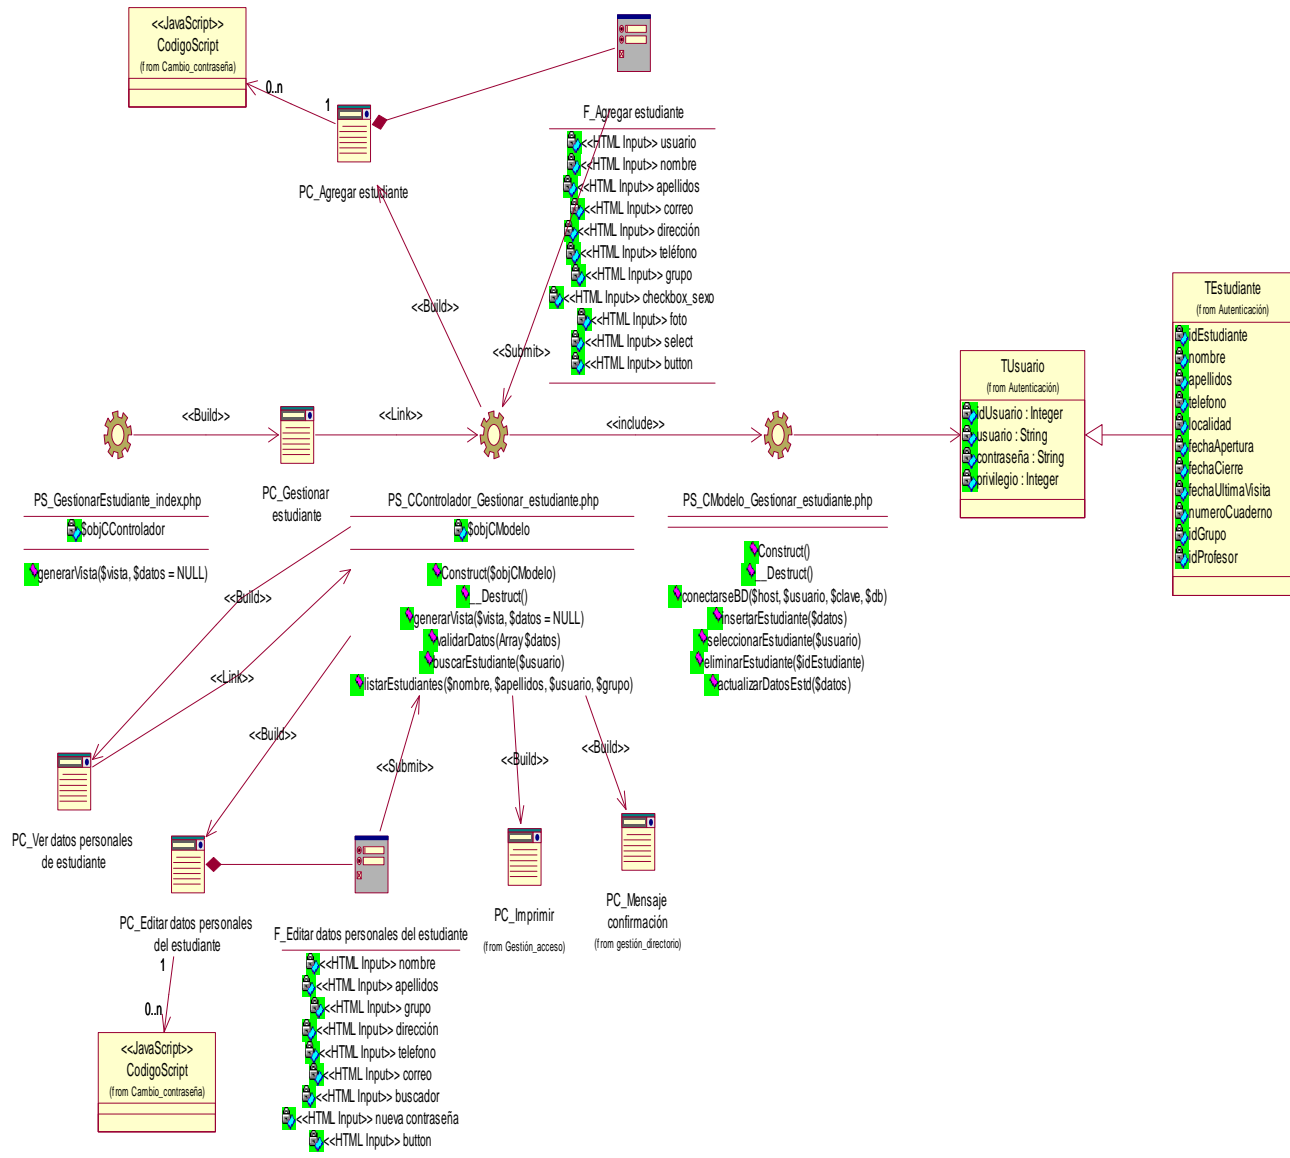 <<JavaScript>>
CodigoScript
(from Cambio_contraseña)
0..n
1
PC_Agregar estudiante
F_Agregar estudiante
<<HTML Input>> usuario
<<HTML Input>> nombre
<<HTML Input>> apellidos
<<HTML Input>> correo
<<HTML Input>> dirección
<<HTML Input>> teléfono
<<HTML Input>> grupo
<<HTML Input>> checkbox_sexo
<<HTML Input>> foto
<<HTML Input>> select
<<HTML Input>> button
<<Build>>
<<Submit>>
TEstudiante
(from Autenticación)
idEstudiante
nombre
apellidos
telefono
localidad
fechaApertura
fechaCierre
fechaUltimaVisita
numeroCuaderno
idGrupo
idProfesor
TUsuario
(from Autenticación)
idUsuario : Integer
usuario : String
contraseña : String
privilegio : Integer
<<Build>>
<<Link>>
<<include>>
PS_GestionarEstudiante_index.php
$objCControlador
generarVista($vista, $datos = NULL)
PC_Gestionar
estudiante
PS_CControlador_Gestionar_estudiante.php
$objCModelo
Construct($objCModelo)
__Destruct()
generarVista($vista, $datos = NULL)
validarDatos(Array $datos)
buscarEstudiante($usuario)
listarEstudiantes($nombre, $apellidos, $usuario, $grupo)
PS_CModelo_Gestionar_estudiante.php
Construct()
__Destruct()
conectarseBD($host, $usuario, $clave, $db)
insertarEstudiante($datos)
seleccionarEstudiante($usuario)
eliminarEstudiante($idEstudiante)
actualizarDatosEstd($datos)
<<Build>>
<<Link>>
<<Build>>
<<Submit>>
<<Build>>
<<Build>>
PC_Ver datos personales
de estudiante
PC_Editar datos personales
del estudiante
1
0..n
<<JavaScript>>
CodigoScript
(from Cambio_contraseña)
F_Editar datos personales del estudiante
<<HTML Input>> nombre
<<HTML Input>> apellidos
<<HTML Input>> grupo
<<HTML Input>> dirección
<<HTML Input>> telefono
<<HTML Input>> correo
<<HTML Input>> buscador
<<HTML Input>> nueva contraseña
<<HTML Input>> button
PC_Imprimir
(from Gestión_acceso)
PC_Mensaje
confirmación
(from gestión_directorio)